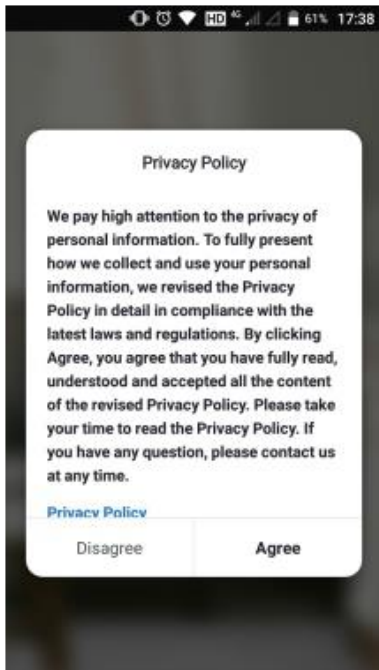 HD 4G 61% 17:38
Privacy Policy
We pay high attention to the privacy of
personal information. To fully present
how we collect and use your personal
information, we revised the Privacy
Policy in detail in compliance with the
latest laws and regulations. By clicking
Agree, you agree that you have fully read,
understood and accepted all the content
of the revised Privacy Policy. Please take
your time to read the Privacy Policy. If
you have any question, please contact us
at any time.
Privacy Policy
Disagree Agree